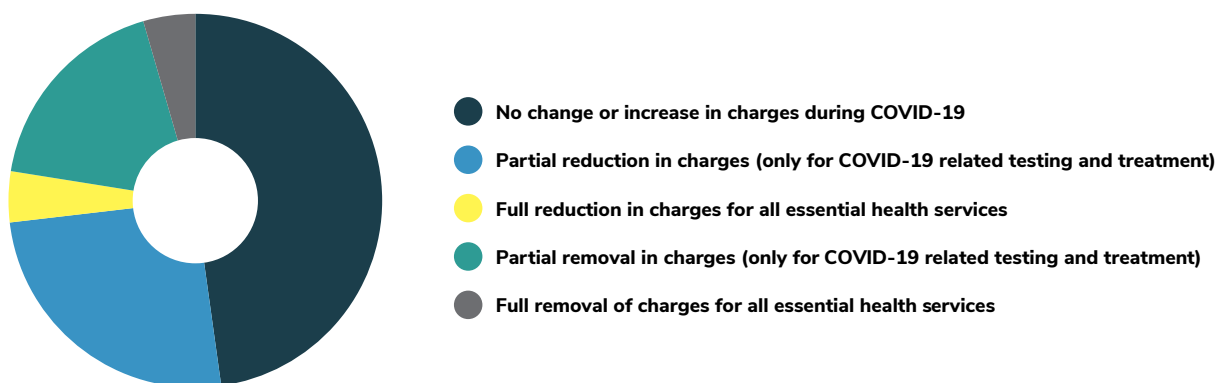 No change or increase in charges during COVID-19
Partial reduction in charges (only for COVID-19 related testing and treatment)
Full reduction in charges for all essential health services
Partial removal in charges (only for COVID-19 related testing and treatment)
Full removal of charges for all essential health services